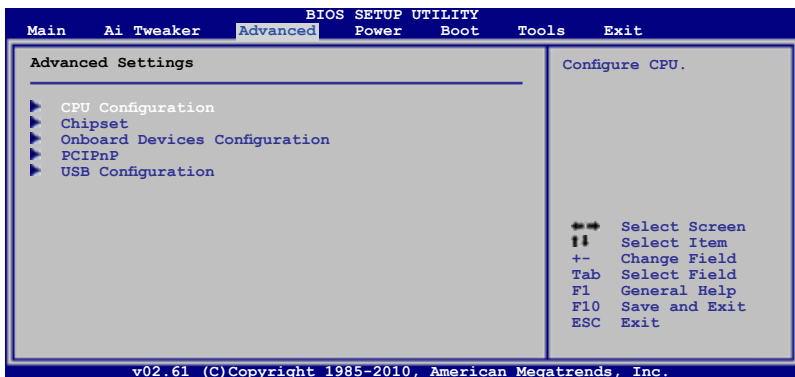 BIOS SETUP UTILITY
Main Ai Tweaker Advanced Power Boot Tools Exit
Advanced Settings
CPU Configuration
Chipset
Onboard Devices Configuration
PCIPnP
USB Configuration
Configure CPU.
Select Screen
Select Item
+- Change Field
Tab Select Field
F1 General Help
F10 Save and Exit
ESC Exit
v02.61 (C)Copyright 1985-2010, American Megatrends, Inc.